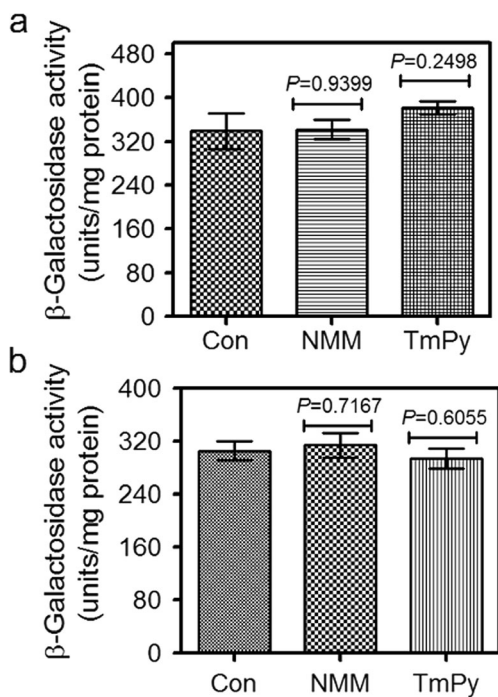 a
β-Galactosidase activity
(units/mg protein)
480
400
320
240
160
80
0
P=0.9399
P=0.2498
Con NMM TmPy
b
β-Galactosidase activity
(units/mg protein)
400
320
240
160
80
0
P=0.7167
P=0.6055
Con NMM TmPy